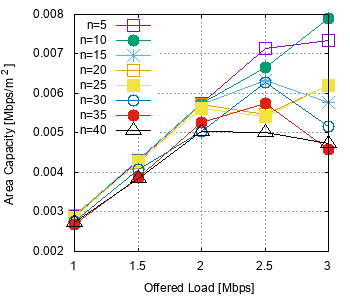 0.008
0.007
0.006
0.005
0.004
0.003
0.002
Area Capacity [Mbps/m²]
n=5
n=10
n=15
n=20
n=25
n=30
n=35
n=40
1 1.5 2 2.5 3
Offered Load [Mbps]